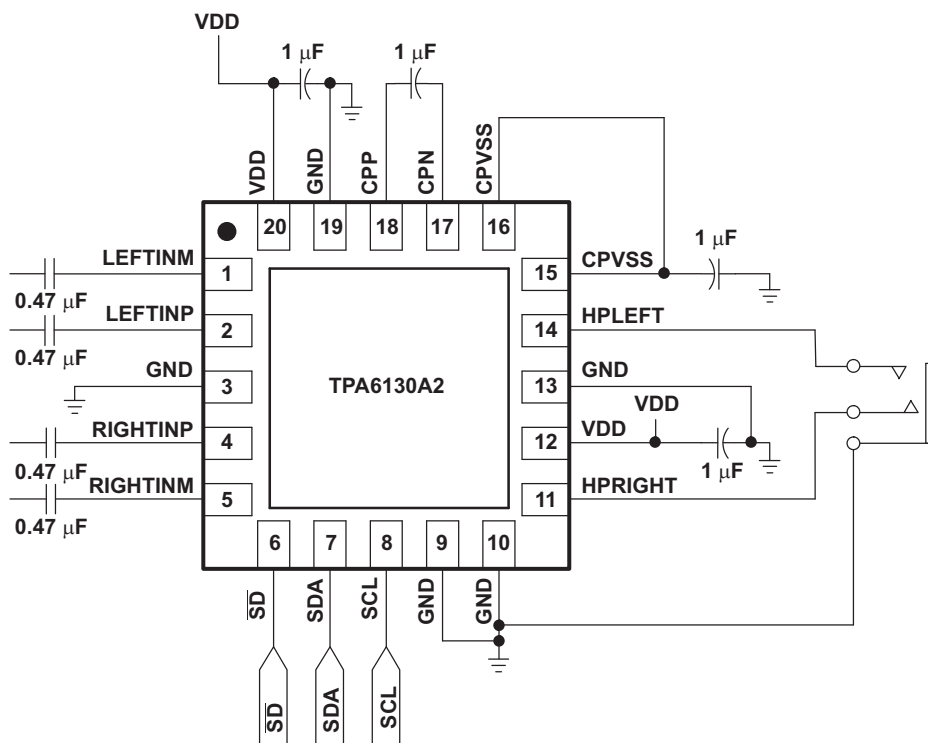 VDD
1 μF
1 μF
VDD
GND
CPP
CPN
CPVSS
20
19
18
17
16
LEFTINM
1
0.47 μF
LEFTINP
2
0.47 μF
GND
3
RIGHTINP
4
0.47 μF
RIGHTINM
5
0.47 μF
TPA6130A2
15
CPVSS
1 μF
14
HPLEFT
13
GND
VDD
12
VDD
1 μF
11
HPRIGHT
6
7
8
9
10
S̅D̅
SDA
SCL
GND
GND
S̅D̅
SDA
SCL